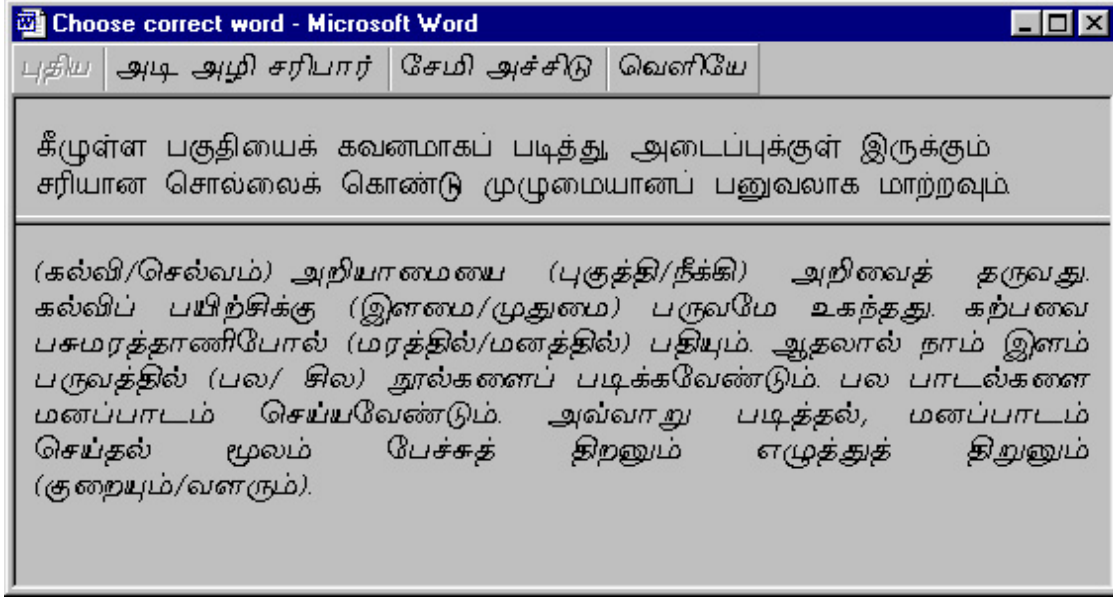 Choose correct word - Microsoft Word
புதிய அடி அழி சரிபார் சேமி அச்சிடு வெளியே
கீழுள்ள பகுதியைக் கவனமாகப் படித்து, அடைப்புக்குள் இருக்கும்
சரியான சொல்லைக் கொண்டு முழுமையானப் பனுவலாக மாற்றவும்.
(கல்வி/செல்வம்) அறியாமையை (புகுத்தி/நீக்கி) அறிவைத் தருவது.
கல்விப் பயிற்சிக்கு (இளமை/முதுமை) பருவமே உகந்தது. கற்பவை
பசுமரத்தாணிபோல் (மரத்தில்/மனத்தில்) பதியும். ஆதலால் நாம் இளம்
பருவத்தில் (பல/ சில) நூல்களைப் படிக்கவேண்டும். பல பாடல்களை
மனப்பாடம் செய்யவேண்டும். அவ்வாறு படித்தல், மனப்பாடம்
செய்தல் மூலம் பேச்சுத் திறனும் எழுத்துத் திறுனும்
(குறையும்/வளரும்).